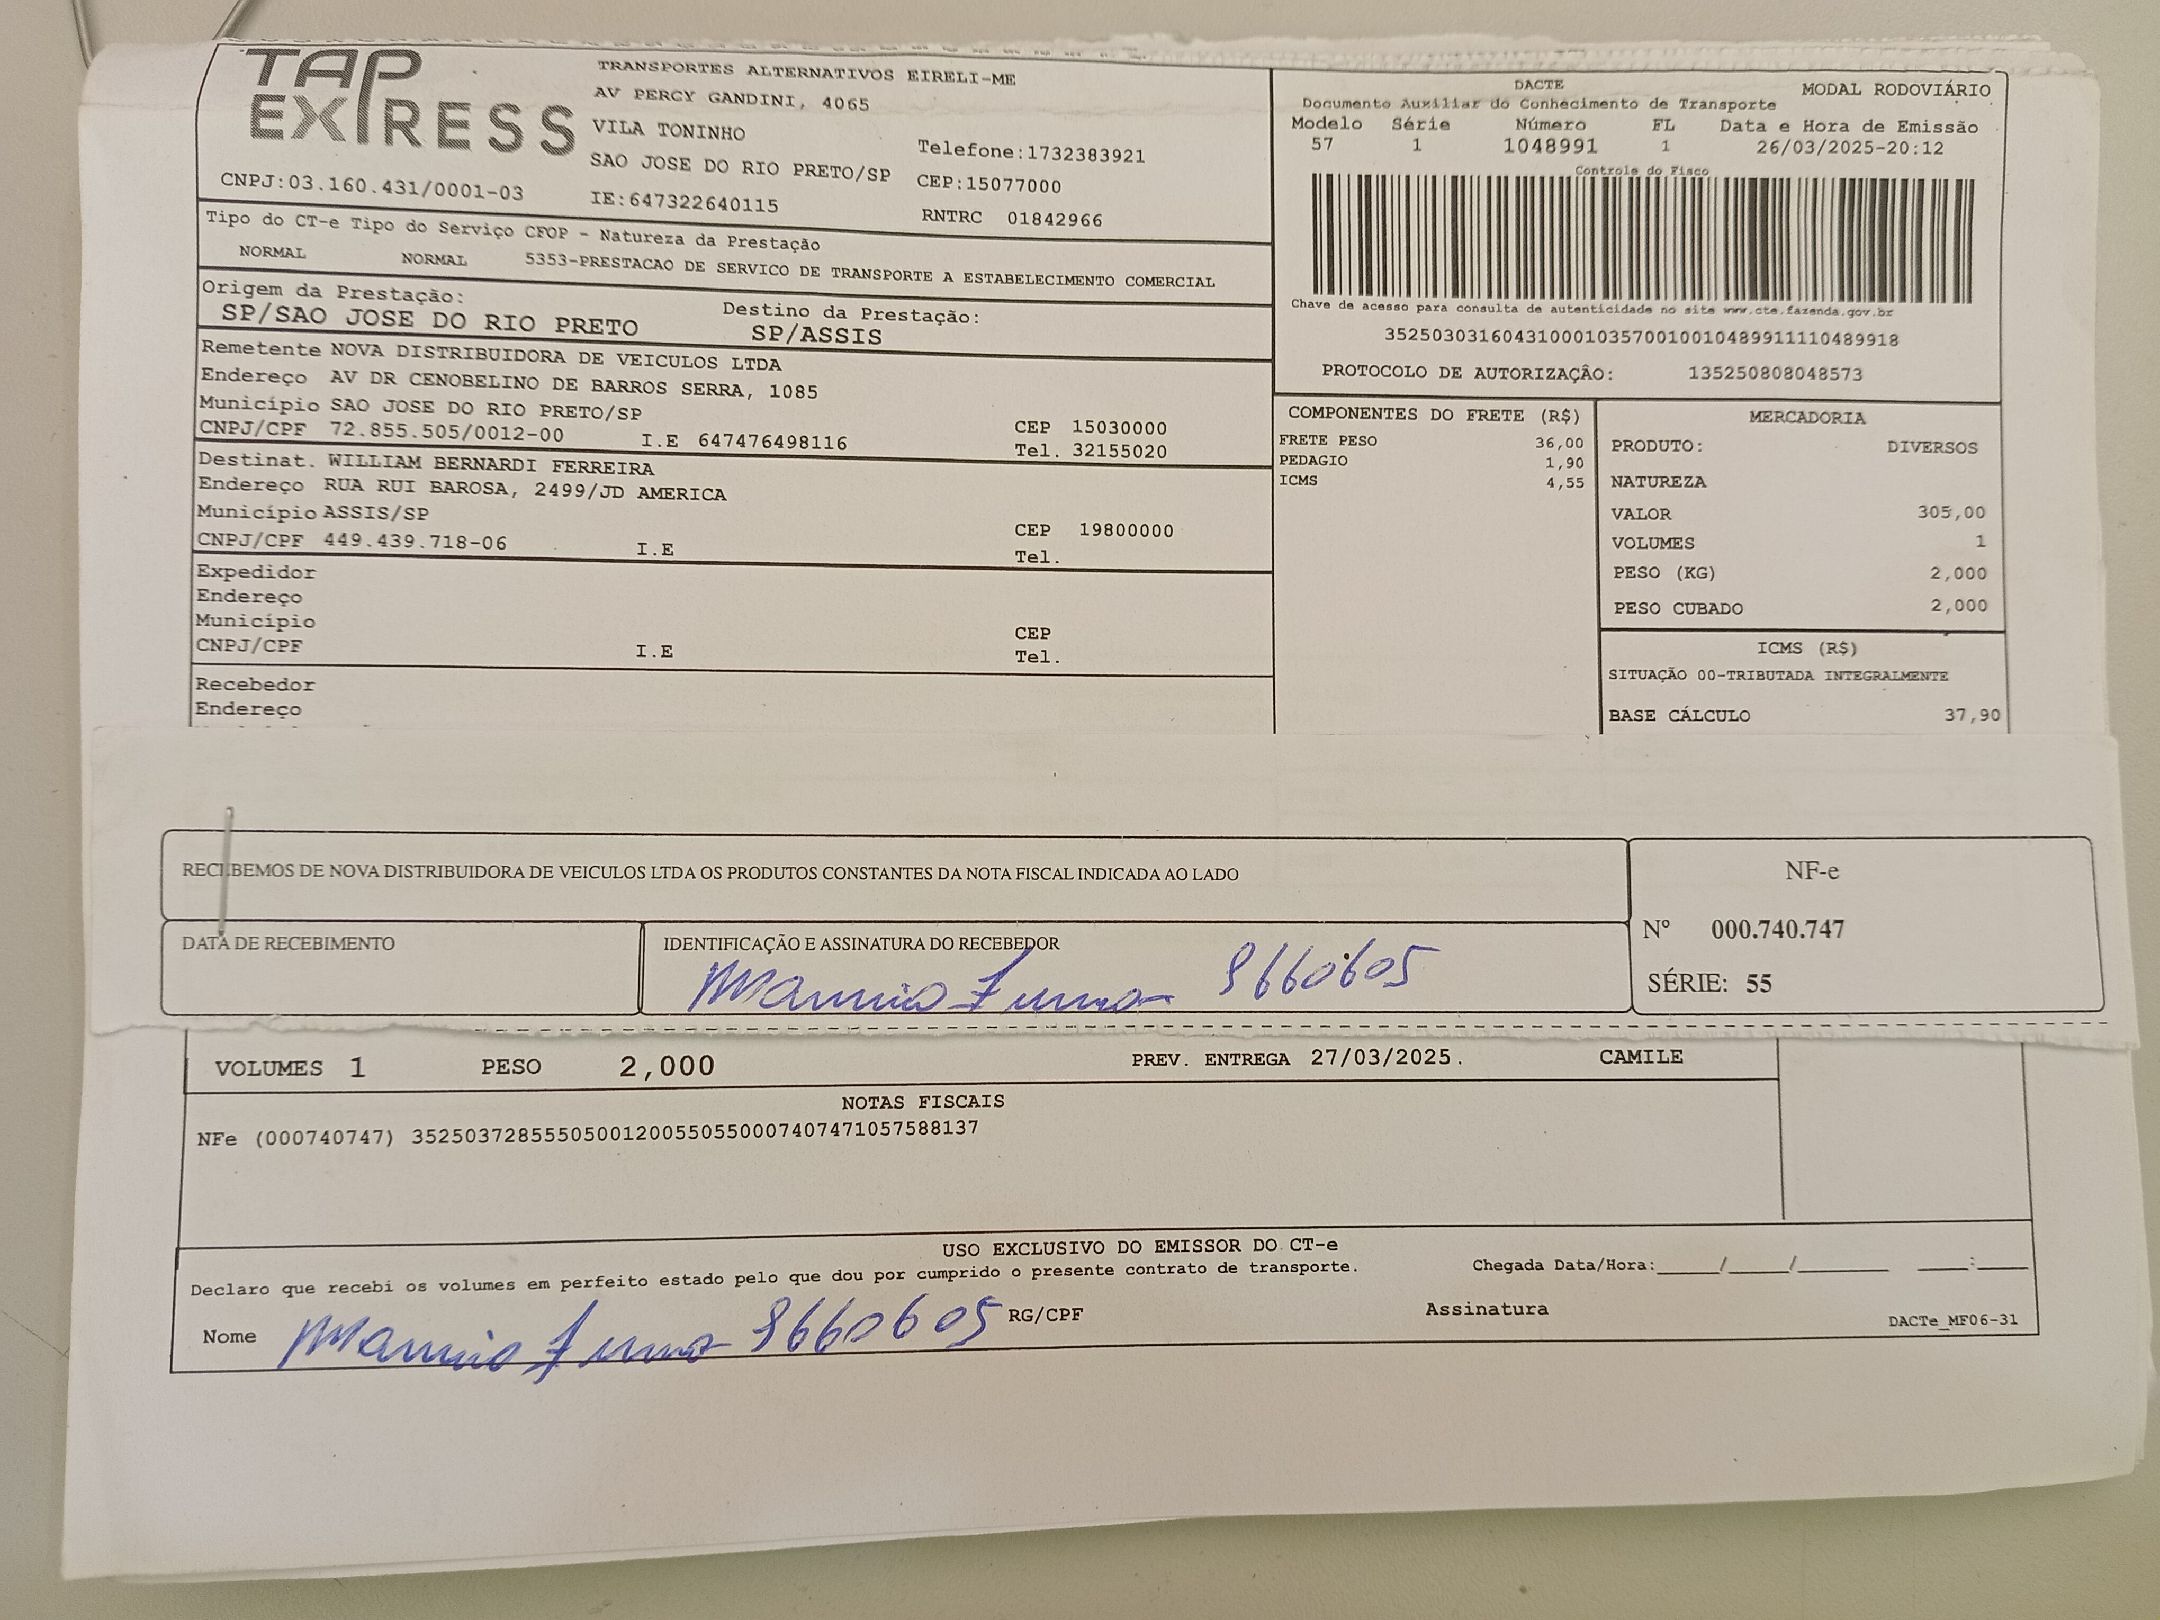 TAP EXPRESS
TRANSPORTES ALTERNATIVOS EIRELI-ME
AV PERCY GANDINI, 4065
VILA TONINHO
SAO JOSE DO RIO PRETO/SP
Telefone:1732383921
CEP:15077000
CNPJ:03.160.431/0001-03
IE:647322640115
RNTRC 01842966
DACTE
MODAL RODOVIÁRIO
Documento Auxiliar do Conhecimento de Transporte
Modelo Série Número FL Data e Hora de Emissão
57 1 1048991 1 26/03/2025-20:12
Controle do Fisco
Chave de acesso para consulta de autenticidade no site www.cte.fazenda.gov.br
35250303160431000103570010010489911110489918
PROTOCOLO DE AUTORIZAÇÂO: 135250808048573
Tipo do CT-e Tipo do Serviço CFOP - Natureza da Prestação
NORMAL NORMAL 5353-PRESTACAO DE SERVICO DE TRANSPORTE A ESTABELECIMENTO COMERCIAL
Origem da Prestação:
SP/SAO JOSE DO RIO PRETO
Destino da Prestação:
SP/ASSIS
Remetente NOVA DISTRIBUIDORA DE VEICULOS LTDA
Endereço AV DR CENOBELINO DE BARROS SERRA, 1085
Município SAO JOSE DO RIO PRETO/SP CEP 15030000
CNPJ/CPF 72.855.505/0012-00 I.E 647476498116 Tel. 32155020
Destinat. WILLIAM BERNARDI FERREIRA
Endereço RUA RUI BAROSA, 2499/JD AMERICA
Município ASSIS/SP CEP 19800000
CNPJ/CPF 449.439.718-06 I.E Tel.
Expedidor
Endereço
Município CEP
CNPJ/CPF I.E Tel.
Recebedor
Endereço
COMPONENTES DO FRETE (R$)
FRETE PESO 36,00
PEDAGIO 1,90
ICMS 4,55
MERCADORIA
PRODUTO: DIVERSOS
NATUREZA
VALOR 305,00
VOLUMES 1
PESO (KG) 2,000
PESO CUBADO 2,000
ICMS (R$)
SITUAÇÃO 00-TRIBUTADA INTEGRALMENTE
BASE CÁLCULO 37,90
RECEBEMOS DE NOVA DISTRIBUIDORA DE VEICULOS LTDA OS PRODUTOS CONSTANTES DA NOTA FISCAL INDICADA AO LADO
DATA DE RECEBIMENTO
IDENTIFICAÇÃO E ASSINATURA DO RECEBEDOR
9660605
NF-e
Nº 000.740.747
SÉRIE: 55
VOLUMES 1 PESO 2,000 PREV. ENTREGA 27/03/2025. CAMILE
NOTAS FISCAIS
NFe (000740747) 35250372855505001200550550007407471057588137
USO EXCLUSIVO DO EMISSOR DO CT-e
Declaro que recebi os volumes em perfeito estado pelo que dou por cumprido o presente contrato de transporte.
Chegada Data/Hora:____/____/______ ___:___
Nome 9660605 RG/CPF
Assinatura
DACTe_MF06-31